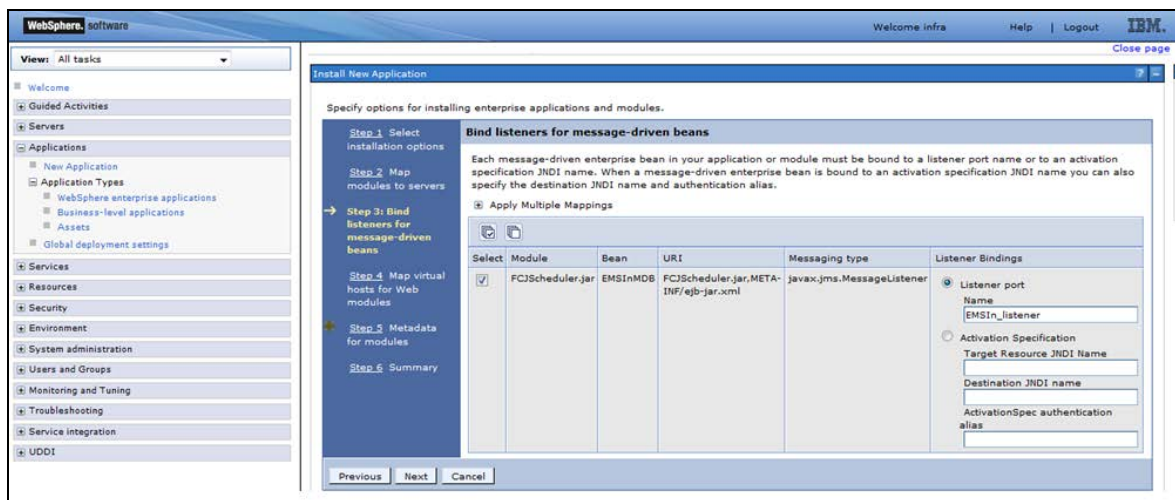 WebSphere. software
Welcome infra
Help | Logout
IBM.
Close page
View: All tasks
Welcome
Guided Activities
Servers
Applications
New Application
Application Types
WebSphere enterprise applications
Business-level applications
Assets
Global deployment settings
Services
Resources
Security
Environment
System administration
Users and Groups
Monitoring and Tuning
Troubleshooting
Service integration
UDDI
Install New Application
? –
Specify options for installing enterprise applications and modules.
Step 1 Select
installation options
Step 2 Map
modules to servers
Step 3: Bind
listeners for
message-driven
beans
Step 4 Map virtual
hosts for Web
modules
Step 5 Metadata
for modules
Step 6 Summary
Bind listeners for message-driven beans
Each message-driven enterprise bean in your application or module must be bound to a listener port name or to an activation
specification JNDI name. When a message-driven enterprise bean is bound to an activation specification JNDI name you can also
specify the destination JNDI name and authentication alias.
Apply Multiple Mappings
Select Module Bean URI Messaging type Listener Bindings
FCJScheduler.jar EMSInMDB FCJScheduler.jar,META-
INF/ejb-jar.xml javax.jms.MessageListener
Listener port
Name
EMSIn_listener
Activation Specification
Target Resource JNDI Name
Destination JNDI name
ActivationSpec authentication
alias
Previous Next Cancel